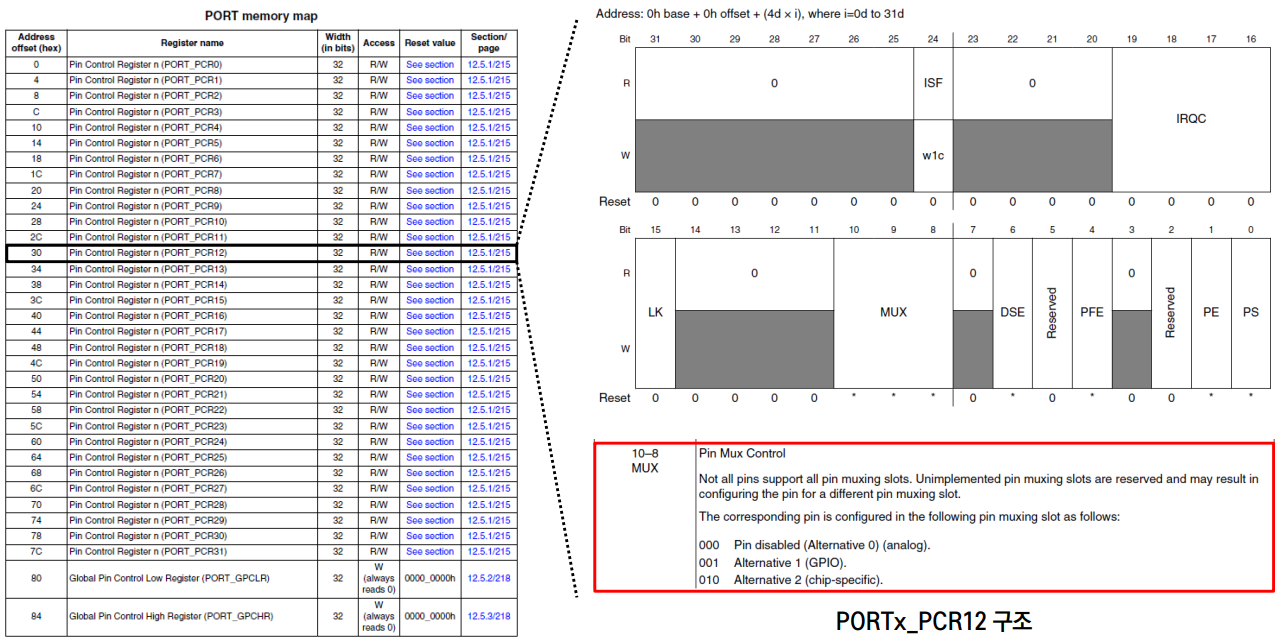 PORT memory map
Address offset (hex) Register name Width (in bits) Access Reset value Section/ page
0 Pin Control Register n (PORT_PCR0) 32 R/W See section 12.5.1/215
4 Pin Control Register n (PORT_PCR1) 32 R/W See section 12.5.1/215
8 Pin Control Register n (PORT_PCR2) 32 R/W See section 12.5.1/215
C Pin Control Register n (PORT_PCR3) 32 R/W See section 12.5.1/215
10 Pin Control Register n (PORT_PCR4) 32 R/W See section 12.5.1/215
14 Pin Control Register n (PORT_PCR5) 32 R/W See section 12.5.1/215
18 Pin Control Register n (PORT_PCR6) 32 R/W See section 12.5.1/215
1C Pin Control Register n (PORT_PCR7) 32 R/W See section 12.5.1/215
20 Pin Control Register n (PORT_PCR8) 32 R/W See section 12.5.1/215
24 Pin Control Register n (PORT_PCR9) 32 R/W See section 12.5.1/215
28 Pin Control Register n (PORT_PCR10) 32 R/W See section 12.5.1/215
2C Pin Control Register n (PORT_PCR11) 32 R/W See section 12.5.1/215
30 Pin Control Register n (PORT_PCR12) 32 R/W See section 12.5.1/215
34 Pin Control Register n (PORT_PCR13) 32 R/W See section 12.5.1/215
38 Pin Control Register n (PORT_PCR14) 32 R/W See section 12.5.1/215
3C Pin Control Register n (PORT_PCR15) 32 R/W See section 12.5.1/215
40 Pin Control Register n (PORT_PCR16) 32 R/W See section 12.5.1/215
44 Pin Control Register n (PORT_PCR17) 32 R/W See section 12.5.1/215
48 Pin Control Register n (PORT_PCR18) 32 R/W See section 12.5.1/215
4C Pin Control Register n (PORT_PCR19) 32 R/W See section 12.5.1/215
50 Pin Control Register n (PORT_PCR20) 32 R/W See section 12.5.1/215
54 Pin Control Register n (PORT_PCR21) 32 R/W See section 12.5.1/215
58 Pin Control Register n (PORT_PCR22) 32 R/W See section 12.5.1/215
5C Pin Control Register n (PORT_PCR23) 32 R/W See section 12.5.1/215
60 Pin Control Register n (PORT_PCR24) 32 R/W See section 12.5.1/215
64 Pin Control Register n (PORT_PCR25) 32 R/W See section 12.5.1/215
68 Pin Control Register n (PORT_PCR26) 32 R/W See section 12.5.1/215
6C Pin Control Register n (PORT_PCR27) 32 R/W See section 12.5.1/215
70 Pin Control Register n (PORT_PCR28) 32 R/W See section 12.5.1/215
74 Pin Control Register n (PORT_PCR29) 32 R/W See section 12.5.1/215
78 Pin Control Register n (PORT_PCR30) 32 R/W See section 12.5.1/215
7C Pin Control Register n (PORT_PCR31) 32 R/W See section 12.5.1/215
80 Global Pin Control Low Register (PORT_GPCLR) 32 W (always reads 0) 0000_0000h 12.5.2/218
84 Global Pin Control High Register (PORT_GPCHR) 32 W (always reads 0) 0000_0000h 12.5.3/218
Address: 0h base + 0h offset + (4d × i), where i=0d to 31d
Bit 31 30 29 28 27 26 25 24 23 22 21 20 19 18 17 16
R 0 ISF 0 IRQC
W w1c
Reset 0 0 0 0 0 0 0 0 0 0 0 0 0 0 0 0
Bit 15 14 13 12 11 10 9 8 7 6 5 4 3 2 1 0
R 0 0 0
LK MUX DSE Reserved PFE Reserved PE PS
W
Reset 0 0 0 0 0 * * * 0 * 0 * 0 0 * *
10–8 Pin Mux Control
MUX
Not all pins support all pin muxing slots. Unimplemented pin muxing slots are reserved and may result in
configuring the pin for a different pin muxing slot.
The corresponding pin is configured in the following pin muxing slot as follows:
000 Pin disabled (Alternative 0) (analog).
001 Alternative 1 (GPIO).
010 Alternative 2 (chip-specific).
PORTx_PCR12 구조